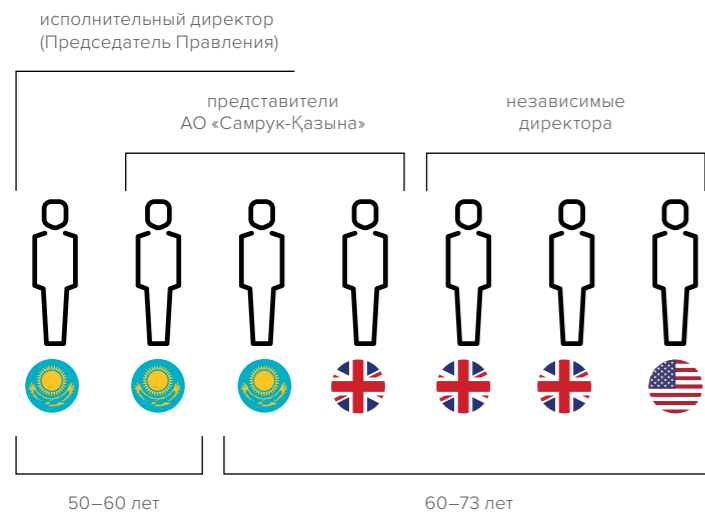 исполнительный директор
(Председатель Правления)
представители
АО «Самрук-Қазына»
независимые
директора
50–60 лет
60–73 лет